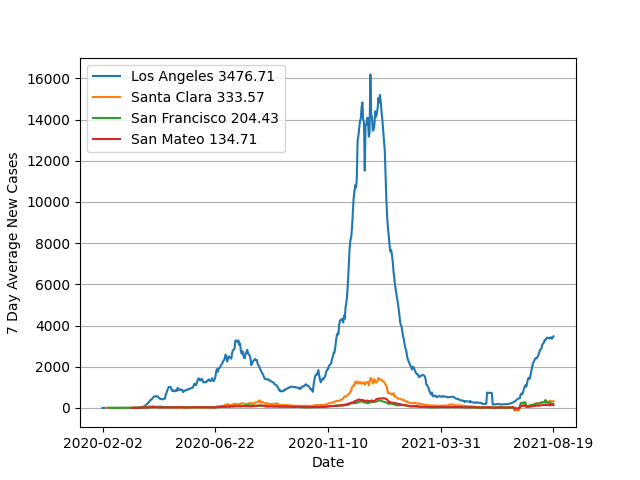 Los Angeles 3476.71
Santa Clara 333.57
San Francisco 204.43
San Mateo 134.71
16000
14000
12000
10000
8000
6000
4000
2000
0
7 Day Average New Cases
2020-02-02 2020-06-22 2020-11-10 2021-03-31 2021-08-19
Date